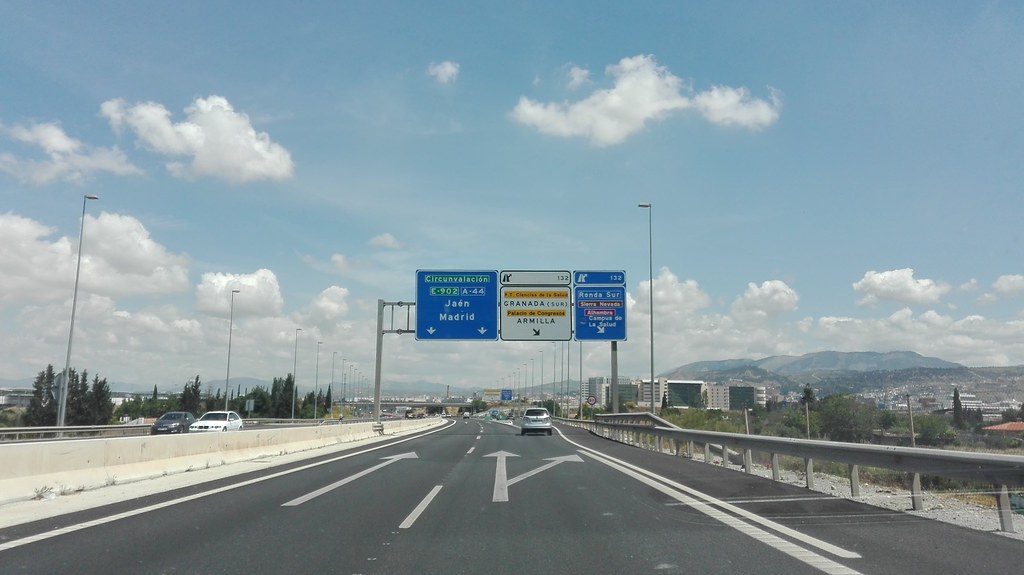 Circunvalación
E-902 A-44
Jaén
Madrid
132
P.T. Ciencias de la Salud
GRANADA (SUR)
Palacio de Congresos
ARMILLA
132
Ronda Sur
Sierra Nevada
Alhambra
Campus de
La Salud